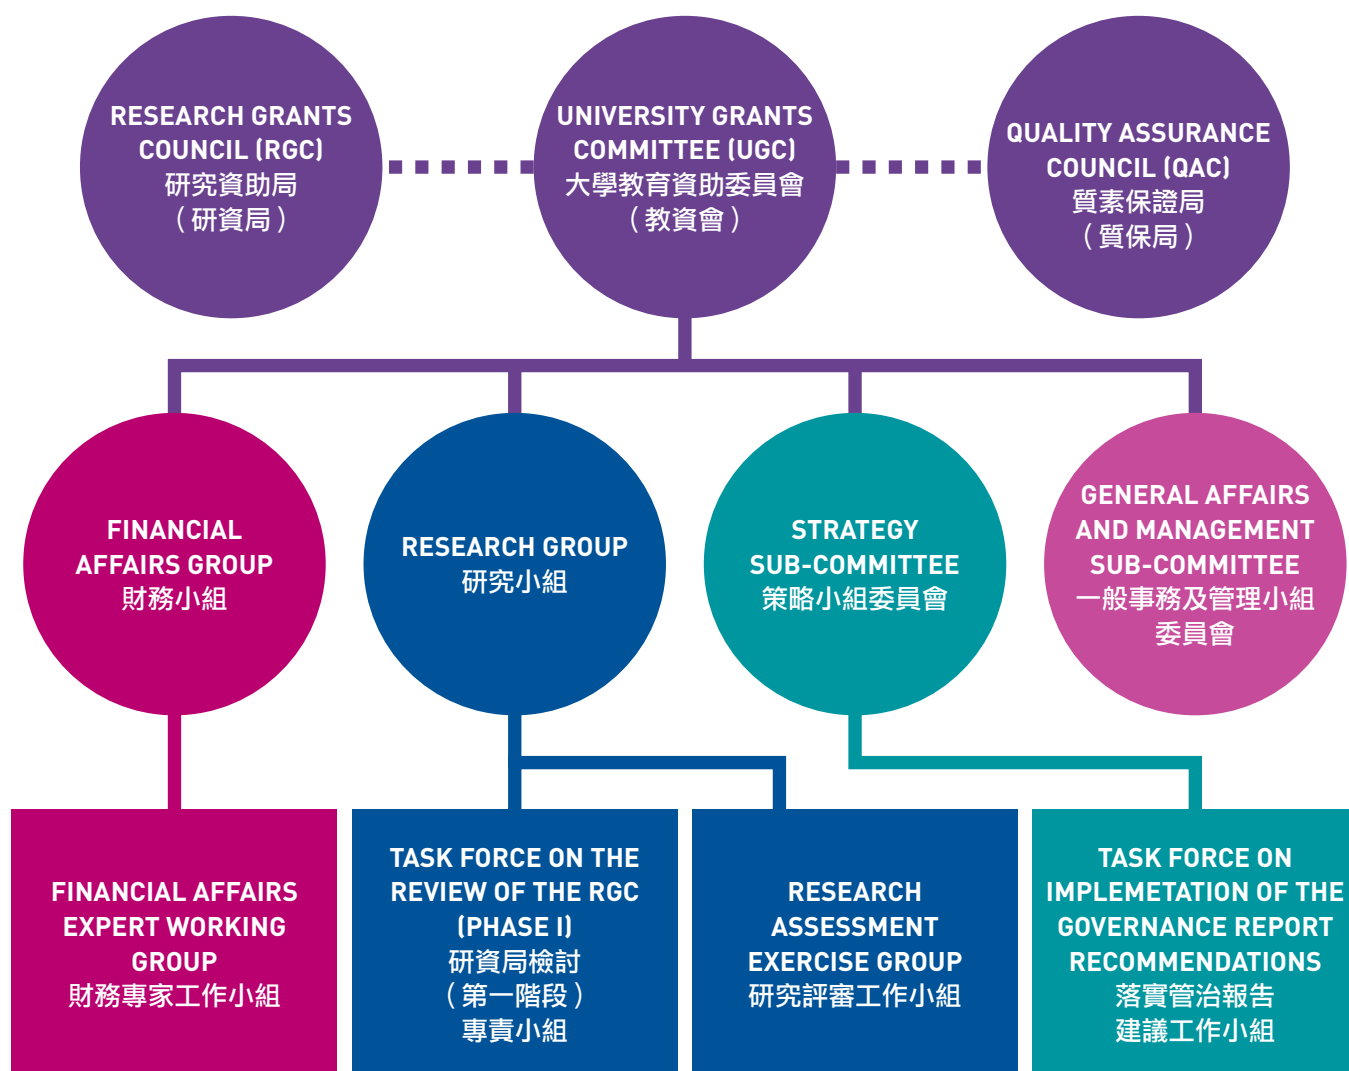 RESEARCH GRANTS
COUNCIL (RGC)
研究資助局
（研資局）
UNIVERSITY GRANTS
COMMITTEE (UGC)
大學教育資助委員會
（教資會）
QUALITY ASSURANCE
COUNCIL (QAC)
質素保證局
（質保局）
FINANCIAL
AFFAIRS GROUP
財務小組
RESEARCH GROUP
研究小組
STRATEGY
SUB-COMMITTEE
策略小組委員會
GENERAL AFFAIRS
AND MANAGEMENT
SUB-COMMITTEE
一般事務及管理小組
委員會
FINANCIAL AFFAIRS
EXPERT WORKING
GROUP
財務專家工作小組
TASK FORCE ON THE
REVIEW OF THE RGC
(PHASE I)
研資局檢討
（第一階段）
專責小組
RESEARCH
ASSESSMENT
EXERCISE GROUP
研究評審工作小組
TASK FORCE ON
IMPLEMETATION OF THE
GOVERNANCE REPORT
RECOMMENDATIONS
落實管治報告
建議工作小組